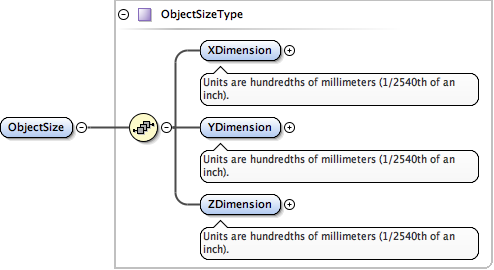 ObjectSizeType
XDimension
Units are hundredths of millimeters (1/2540th of an
inch).
ObjectSize
YDimension
Units are hundredths of millimeters (1/2540th of an
inch).
ZDimension
Units are hundredths of millimeters (1/2540th of an
inch).